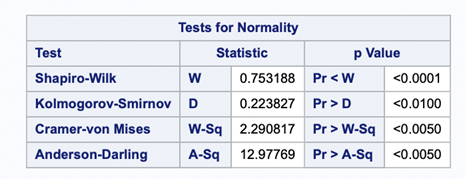 Tests for Normality
Test Statistic p Value
Shapiro-Wilk W 0.753188 Pr < W <0.0001
Kolmogorov-Smirnov D 0.223827 Pr > D <0.0100
Cramer-von Mises W-Sq 2.290817 Pr > W-Sq <0.0050
Anderson-Darling A-Sq 12.97769 Pr > A-Sq <0.0050